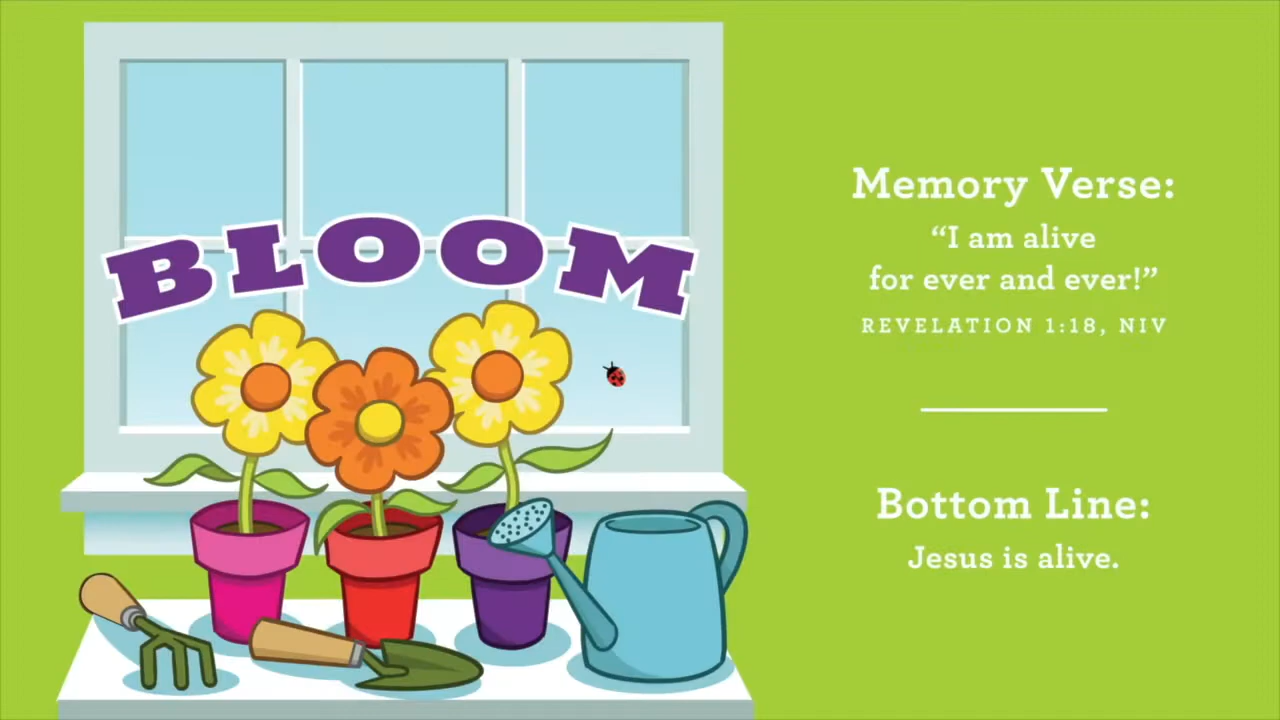 BLOOM
Memory Verse:
“I am alive
for ever and ever!”
REVELATION 1:18, NIV
Bottom Line:
Jesus is alive.